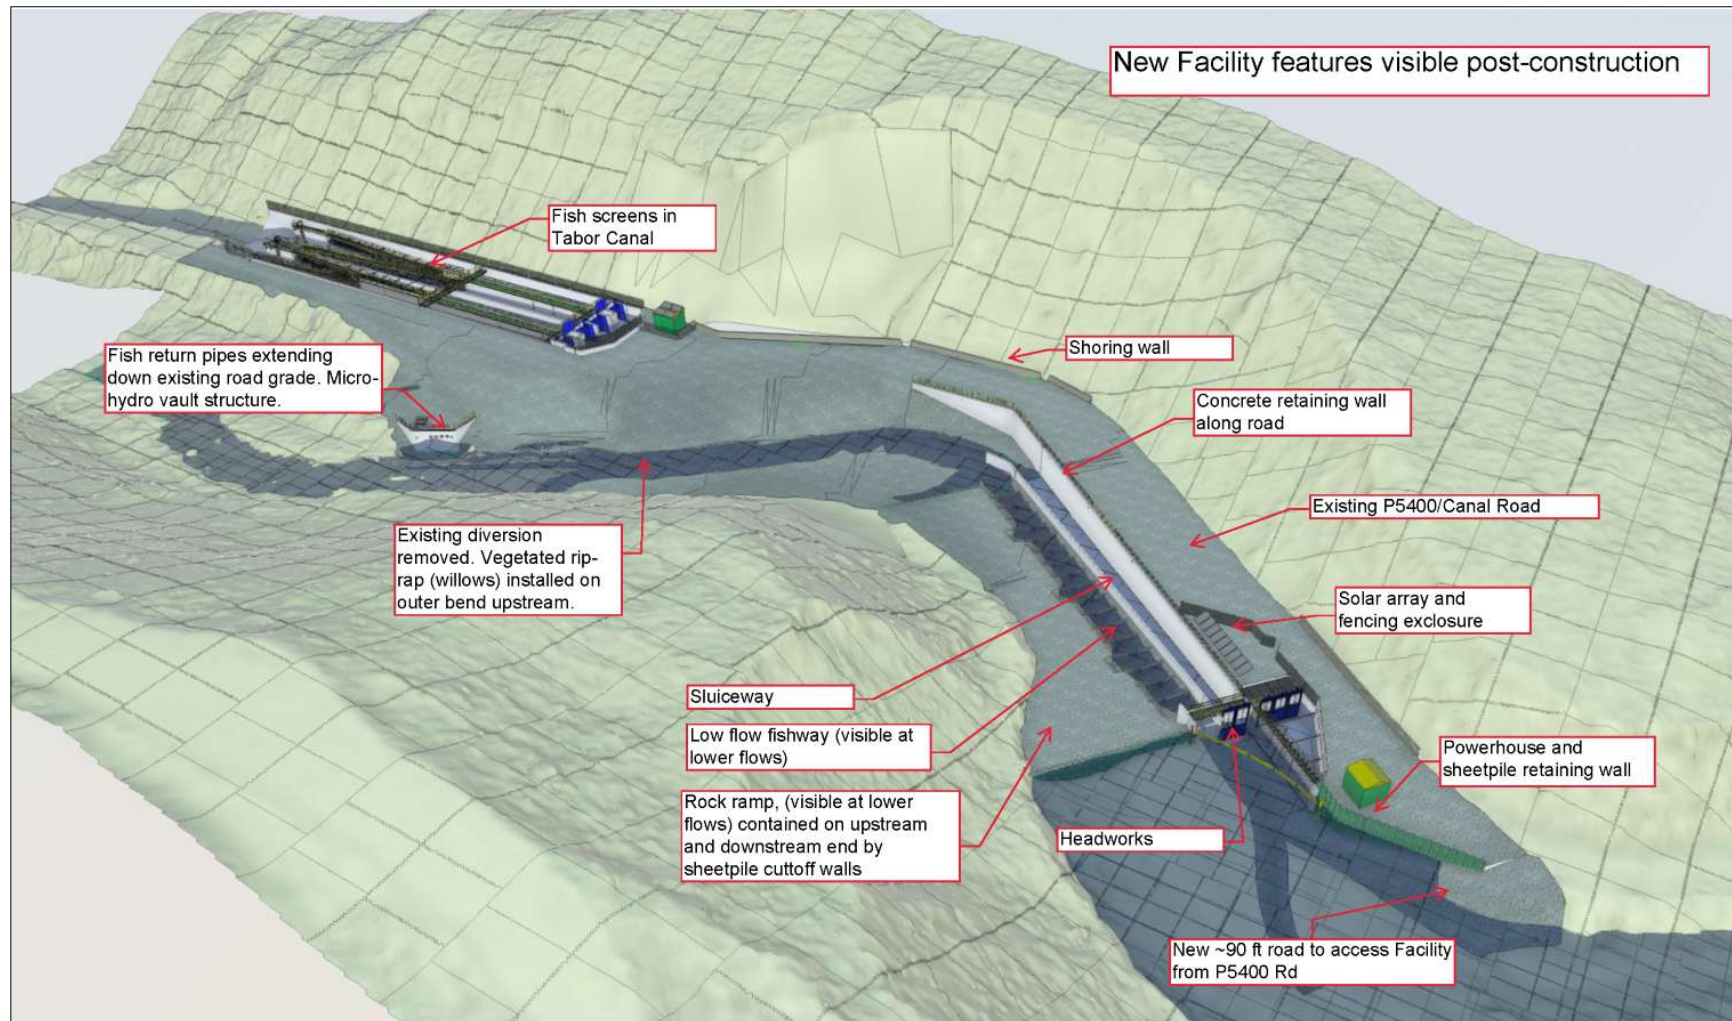 New Facility features visible post-construction
Fish screens in
Tabor Canal
Shoring wall
Fish return pipes extending
down existing road grade. Micro-
hydro vault structure.
Concrete retaining wall
along road
Existing P5400/Canal Road
Existing diversion
removed. Vegetated rip-
rap (willows) installed on
outer bend upstream.
Solar array and
fencing exclosure
Sluiceway
Low flow fishway (visible at
lower flows)
Powerhouse and
sheetpile retaining wall
Rock ramp, (visible at lower
flows) contained on upstream
and downstream end by
sheetpile cuttoff walls
Headworks
New ~90 ft road to access Facility
from P5400 Rd